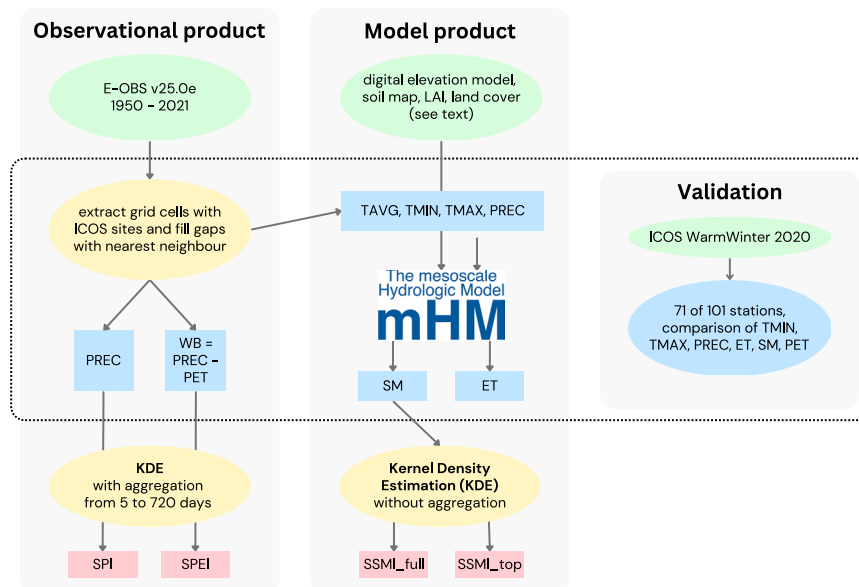 Observational product
E-OBS v25.0e
1950 - 2021
extract grid cells with
ICOS sites and fill gaps
with nearest neighbour
PREC
WB =
PREC -
PET
KDE
with aggregation
from 5 to 720 days
SPI
SPEI
Model product
digital elevation model,
soil map, LAI, land cover
(see text)
TAVG, TMIN, TMAX, PREC
The mesoscale
Hydrologic Model
mHM
SM
ET
Kernel Density
Estimation (KDE)
without aggregation
SSMI_full
SSMI_top
Validation
ICOS WarmWinter 2020
71 of 101 stations,
comparison of TMIN,
TMAX, PREC, ET, SM, PET